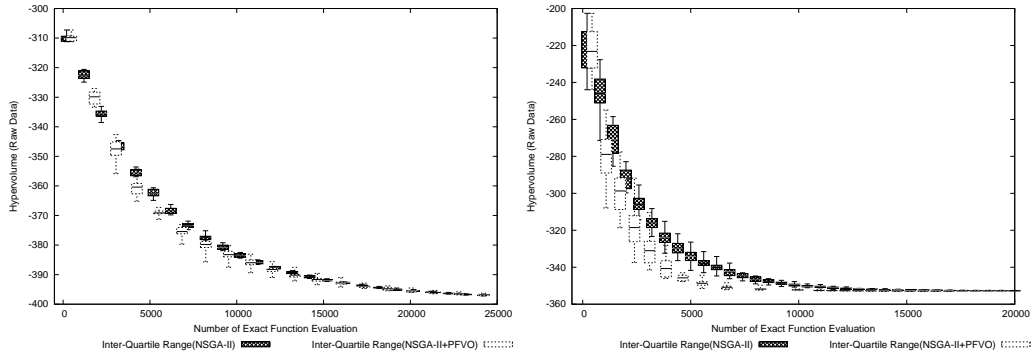 -300
-310
-320
-330
-340
-350
-360
-370
-380
-390
-400
Hypervolume (Raw Data)
0 5000 10000 15000 20000 25000
Number of Exact Function Evaluation
Inter-Quartile Range(NSGA-II) Inter-Quartile Range(NSGA-II+PFVO)
-200
-220
-240
-260
-280
-300
-320
-340
-360
Hypervolume (Raw Data)
0 5000 10000 15000 20000
Number of Exact Function Evaluation
Inter-Quartile Range(NSGA-II) Inter-Quartile Range(NSGA-II+PFVO)